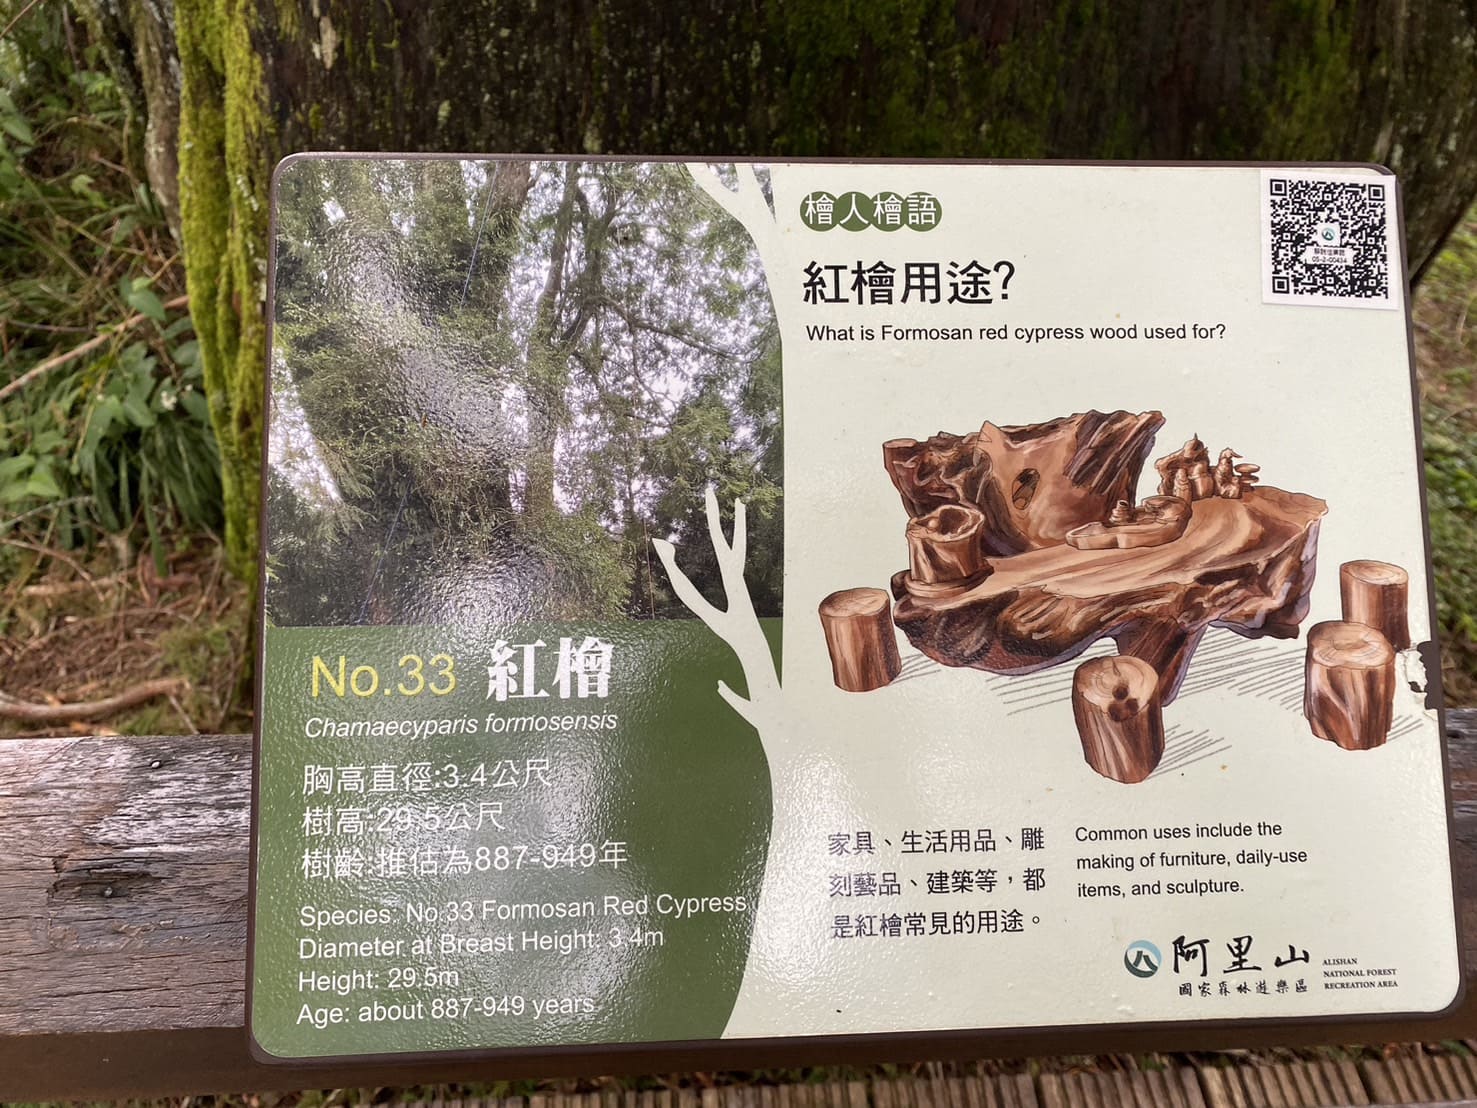 No.33 紅檜
Chamaecyparis formosensis
胸高直徑:3.4公尺
樹高:29.5公尺
樹齡:推估為887-949年
Species: No.33 Formosan Red Cypress
Diameter at Breast Height: 3.4m
Height: 29.5m
Age: about 887-949 years
檜人檜語
紅檜用途?
What is Formosan red cypress wood used for?
05-2-00434
家具、生活用品、雕
刻藝品、建築等，都
是紅檜常見的用途。
Common uses include the
making of furniture, daily-use
items, and sculpture.
阿里山
國家森林遊樂區
ALISHAN
NATIONAL FOREST
RECREATION AREA